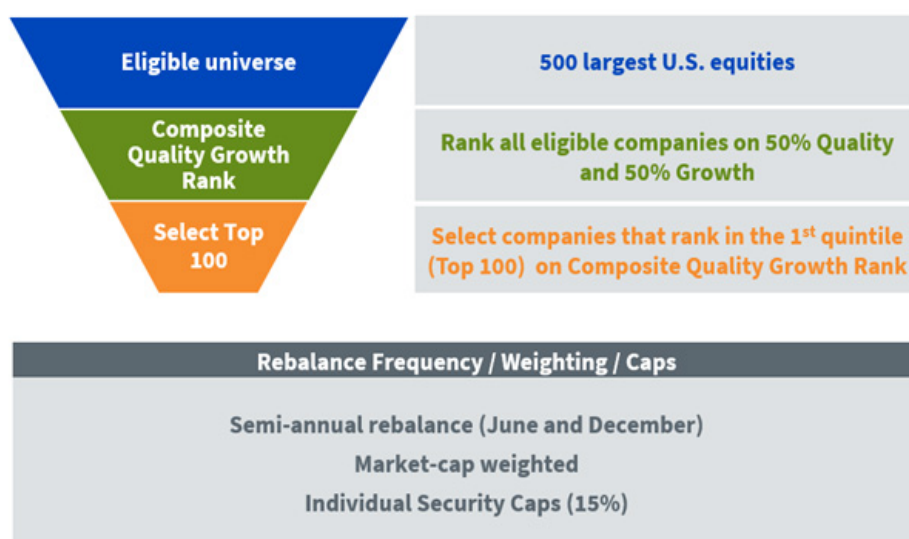 Eligible universe
500 largest U.S. equities
Composite
Quality Growth
Rank
Rank all eligible companies on 50% Quality
and 50% Growth
Select Top
100
Select companies that rank in the 1st quintile
(Top 100) on Composite Quality Growth Rank
Rebalance Frequency / Weighting / Caps
Semi-annual rebalance (June and December)
Market-cap weighted
Individual Security Caps (15%)